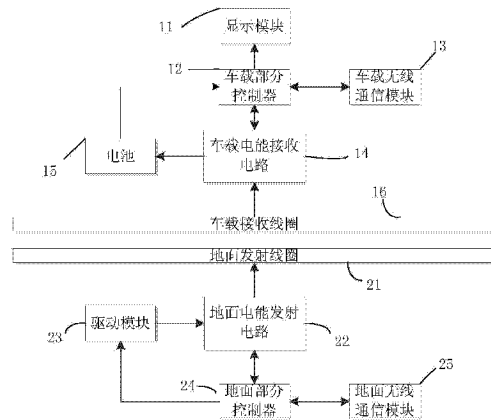 11
显示模块
12
车载部分
控制器
13
车载无线
通信模块
15
电池
车载电能接收
电路
14
16
车载接收线圈
地面发射线圈
21
23
驱动模块
地面电能发射
电路
22
24
地面部分
控制器
25
地面无线
通信模块